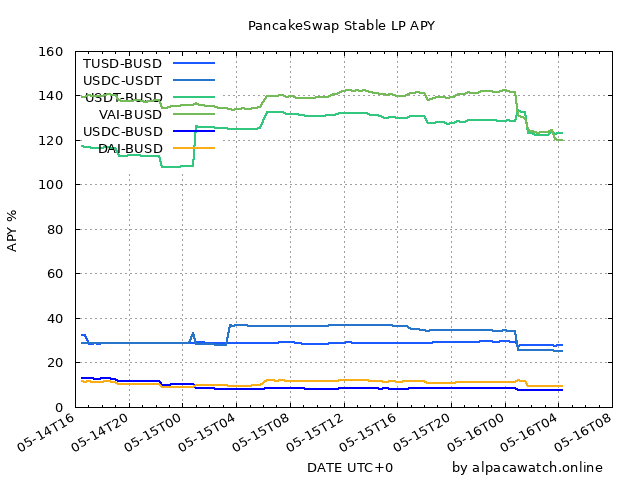 PancakeSwap Stable LP APY
APY %
160
140
120
100
80
60
40
20
0
TUSD-BUSD
USDC-USDT
USDT-BUSD
VAI-BUSD
USDC-BUSD
DAI-BUSD
05-14T16
05-14T20
05-15T00
05-15T04
05-15T08
05-15T12
05-15T16
05-15T20
05-16T00
05-16T04
05-16T08
DATE UTC+0
by alpacawatch.online